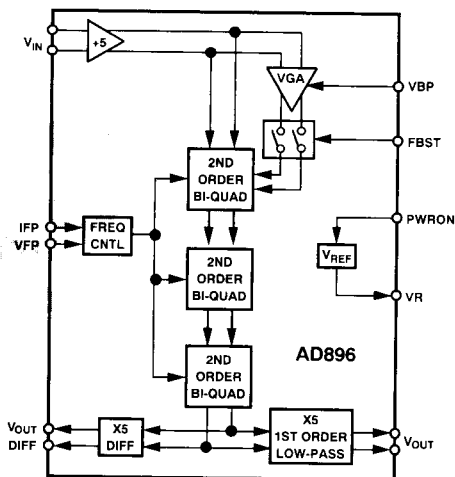 VIN
+5
VGA
VBP
FBST
2ND
ORDER
BI-QUAD
IFP
VFP
FREQ
CNTL
PWRON
VREF
VR
2ND
ORDER
BI-QUAD
2ND
ORDER
BI-QUAD
AD896
VOUT
DIFF
X5
DIFF
X5
1ST ORDER
LOW-PASS
VOUT